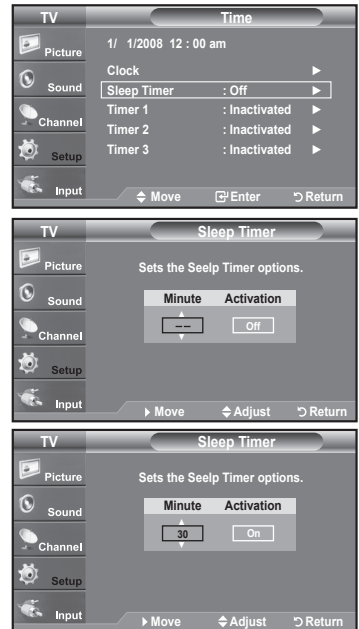 TV
Time
Picture
Sound
Channel
Setup
Input
1/ 1/2008 12 : 00 am
Clock
Sleep Timer : Off
Timer 1 : Inactivated
Timer 2 : Inactivated
Timer 3 : Inactivated
Move Enter Return
TV
Sleep Timer
Picture
Sound
Channel
Setup
Input
Sets the Seelp Timer options.
Minute Activation
-- Off
Move Adjust Return
TV
Sleep Timer
Picture
Sound
Channel
Setup
Input
Sets the Seelp Timer options.
Minute Activation
30 On
Move Adjust Return